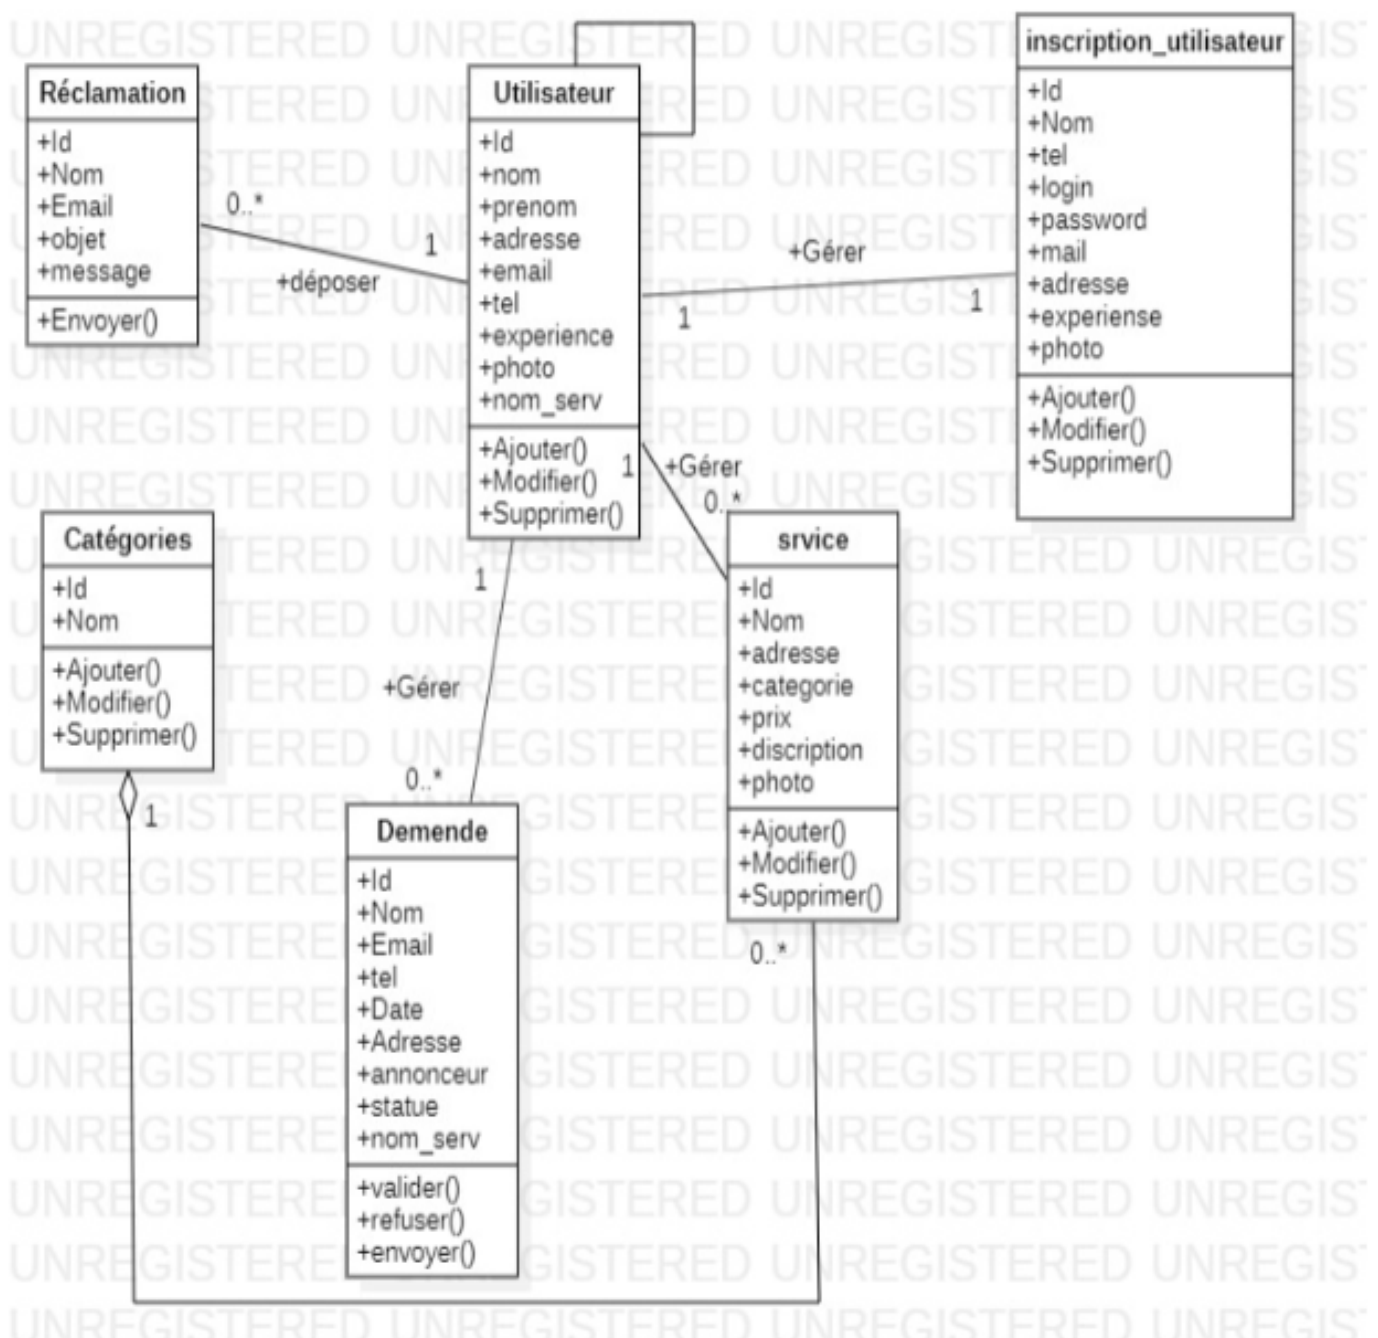 UNREGISTERED UNREGISTERED
Réclamation
+Id
+Nom
+Email
+objet
+message
+Envoyer()
0..*
1
+déposer
Utilisateur
+Id
+nom
+prenom
+adresse
+email
+tel
+experience
+photo
+nom_serv
+Ajouter()
+Modifier()
+Supprimer()
+Gérer
1
1
inscription_utilisateur
+Id
+Nom
+tel
+login
+password
+mail
+adresse
+experiense
+photo
+Ajouter()
+Modifier()
+Supprimer()
1
+Gérer
0..*
srvice
+Id
+Nom
+adresse
+categorie
+prix
+discription
+photo
+Ajouter()
+Modifier()
+Supprimer()
0..*
Catégories
+Id
+Nom
+Ajouter()
+Modifier()
+Supprimer()
1
1
+Gérer
0..*
Demende
+Id
+Nom
+Email
+tel
+Date
+Adresse
+annonceur
+statue
+nom_serv
+valider()
+refuser()
+envoyer()